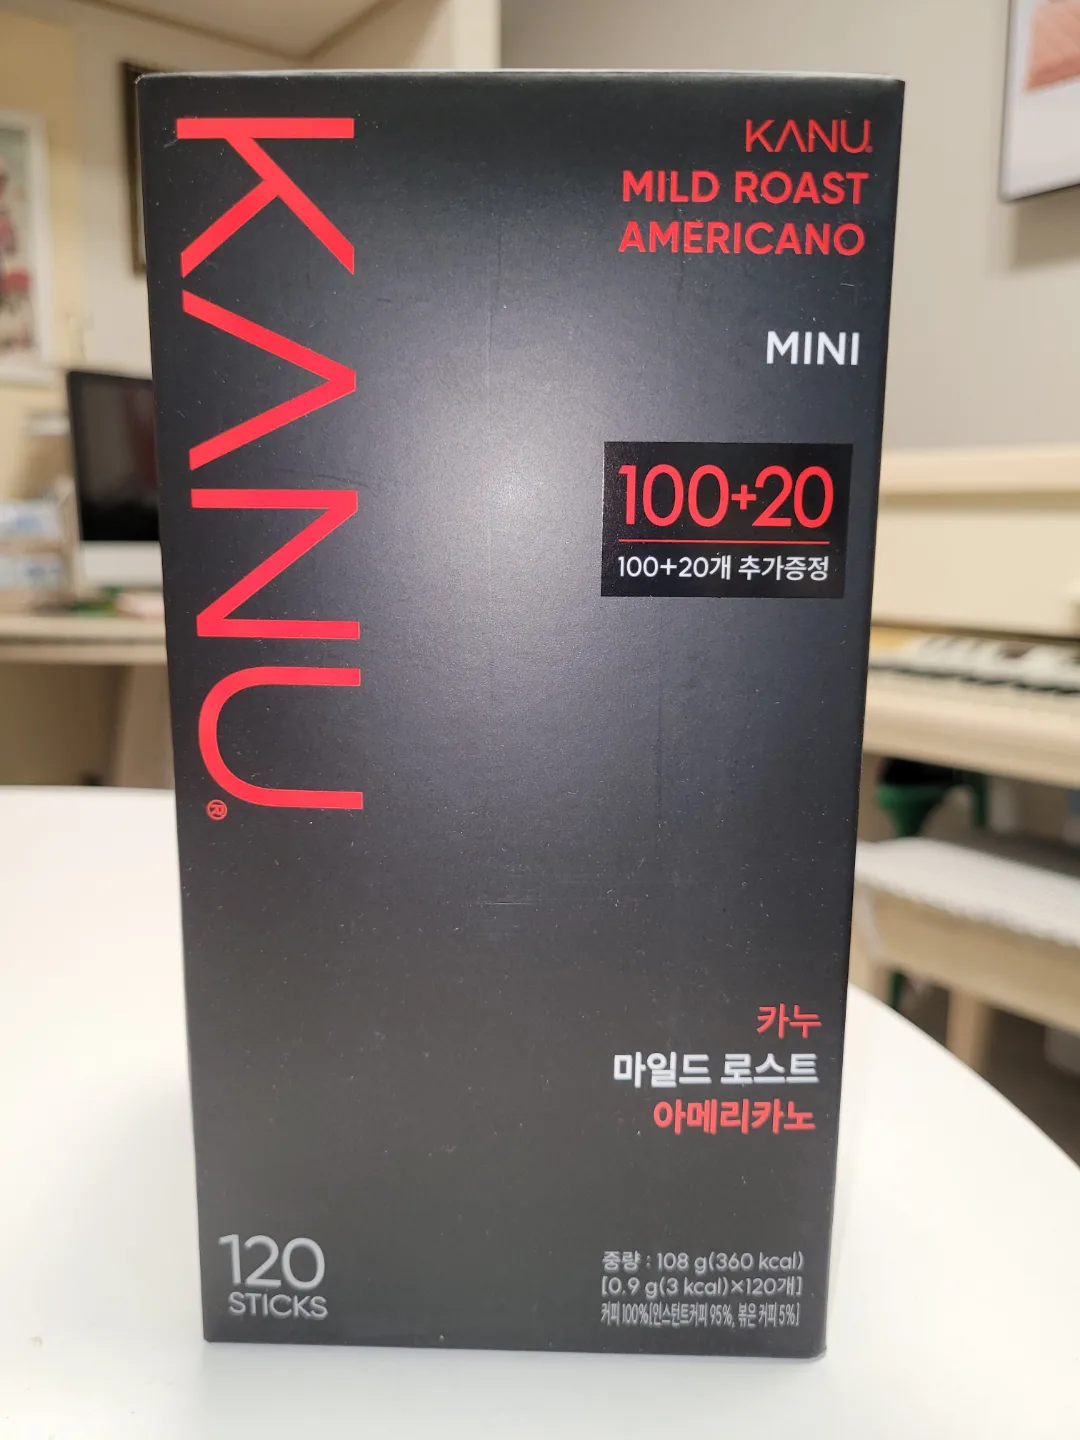 KANU®
KANU®
MILD ROAST
AMERICANO
MINI
100+20
100+20개 추가증정
카누
마일드 로스트
아메리카노
120
STICKS
중량 : 108 g(360 kcal)
[0.9 g(3 kcal)×120개]
커피 100%[인스턴트커피 95%, 볶은 커피 5%]